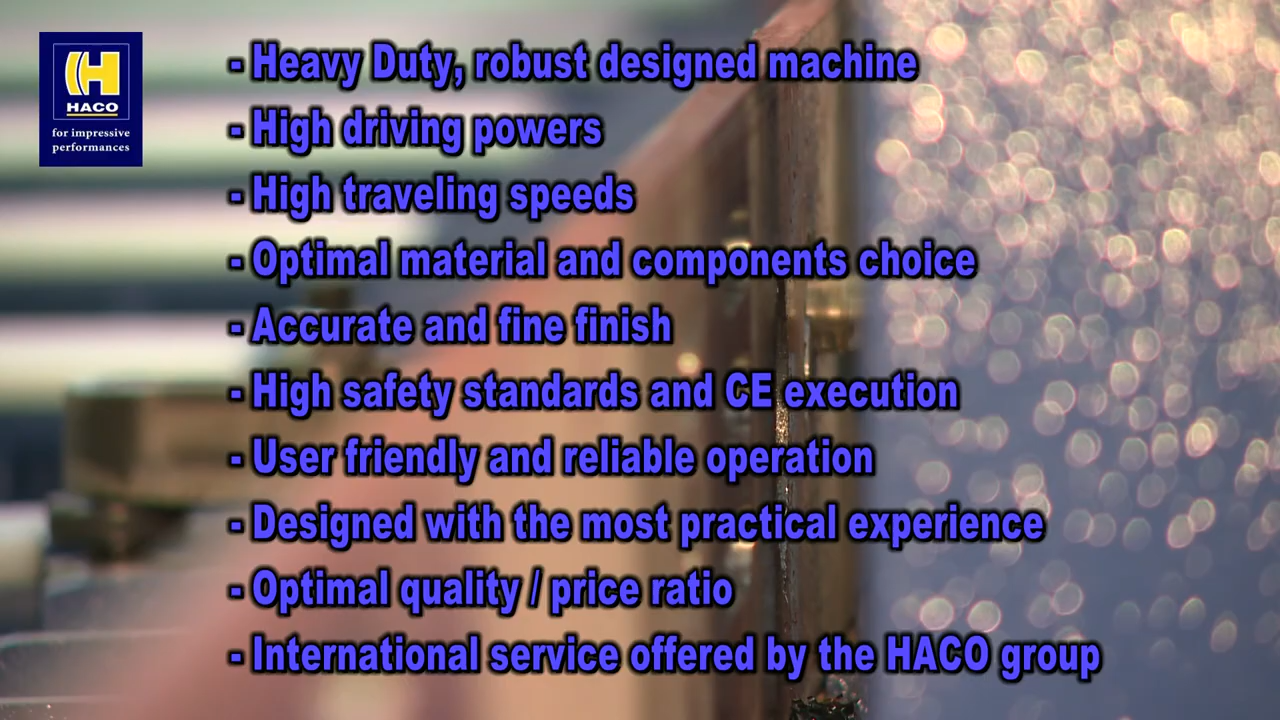 HACO
for impressive
performances
- Heavy Duty, robust designed machine
- High driving powers
- High traveling speeds
- Optimal material and components choice
- Accurate and fine finish
- High safety standards and CE execution
- User friendly and reliable operation
- Designed with the most practical experience
- Optimal quality / price ratio
- International service offered by the HACO group